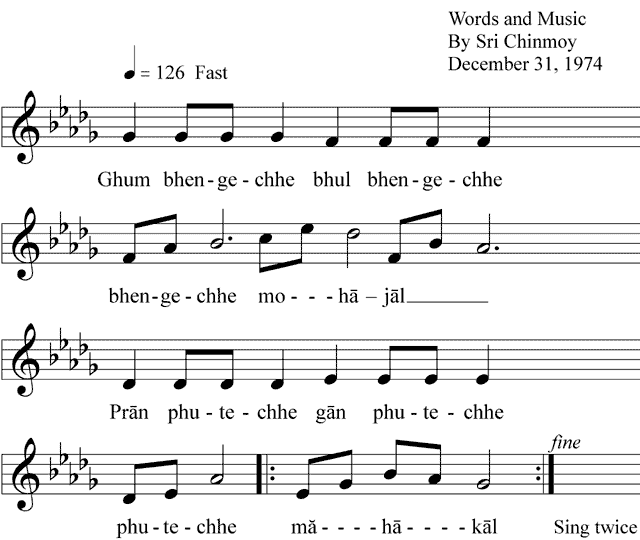 Words and Music
By Sri Chinmoy
December 31, 1974
= 126 Fast
Ghum bhen - ge - chhe bhul bhen - ge - chhe
bhen - ge - chhe mo - - - hā – jāl
Prān phu - te - chhe gān phu - te - chhe
fine
phu - te - chhe mă - - - - hā - - - - kāl Sing twice